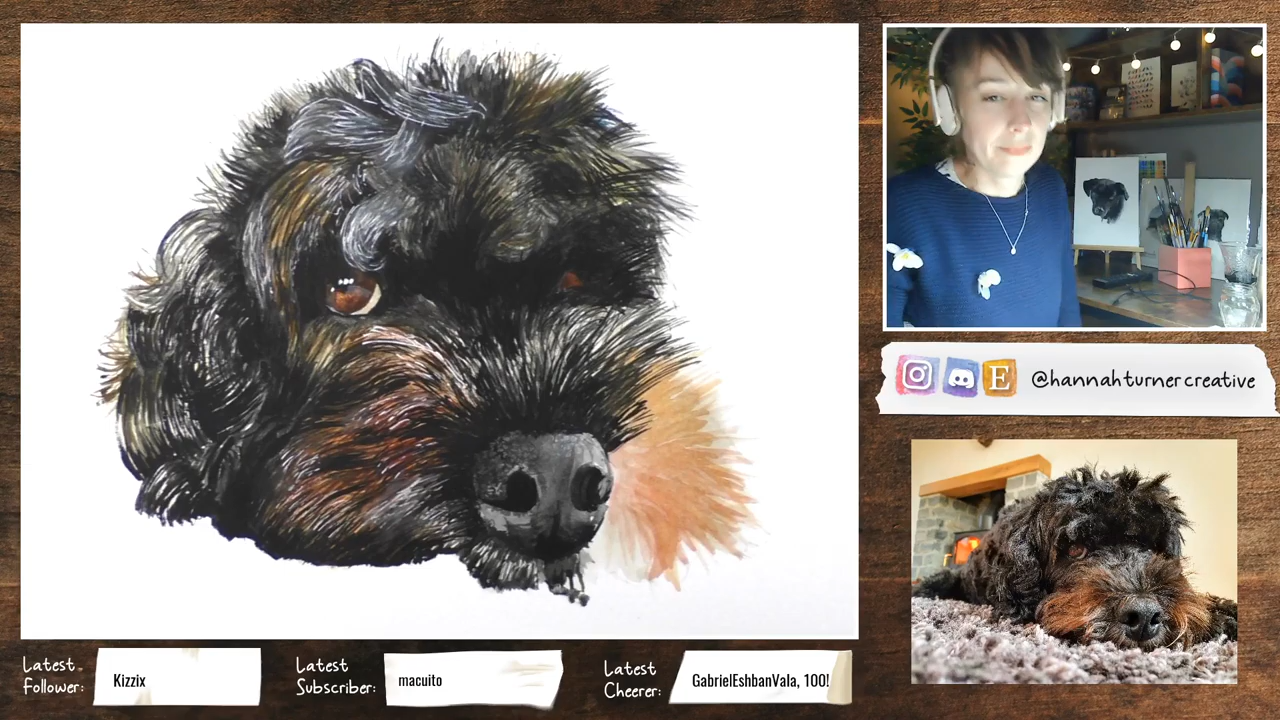 E @hannahturnercreative
Latest
Follower:
Kizzix
Latest
Subscriber:
macuito
Latest
Cheerer:
GabrielEshbanVala, 100!